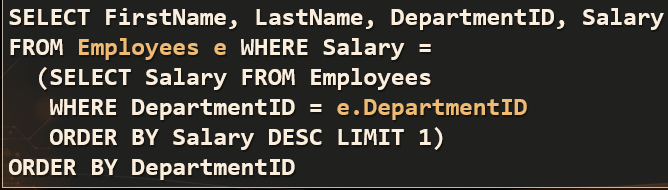 SELECT FirstName, LastName, DepartmentID, Salary
FROM Employees e WHERE Salary =
(SELECT Salary FROM Employees
WHERE DepartmentID = e.DepartmentID
ORDER BY Salary DESC LIMIT 1)
ORDER BY DepartmentID